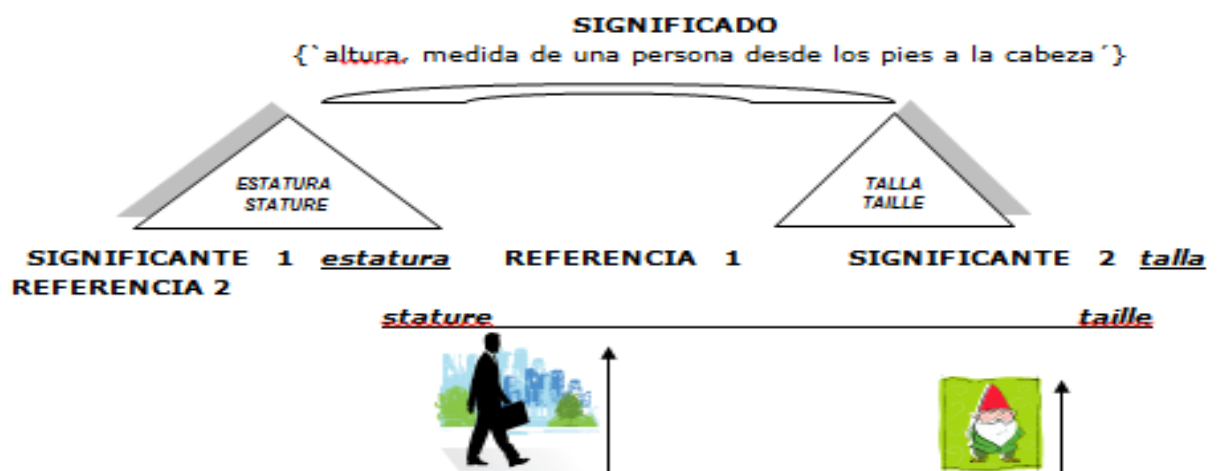 SIGNIFICADO
{`altura, medida de una persona desde los pies a la cabeza´}
ESTATURA
STATURE
TALLA
TAILLE
SIGNIFICANTE 1 estatura REFERENCIA 1 SIGNIFICANTE 2 talla
REFERENCIA 2
stature taille